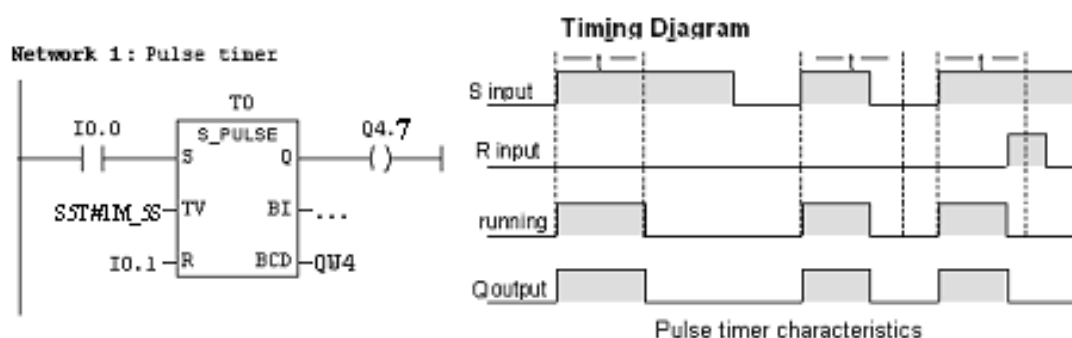 Network 1: Pulse timer
T0
I0.0
S_PULSE
Q4.7
S
Q
S5T#1M_5S
TV
BI
...
I0.1
R
BCD
QW4
Timing Diagram
t
t
t
S input
R input
running
Q output
Pulse timer characteristics